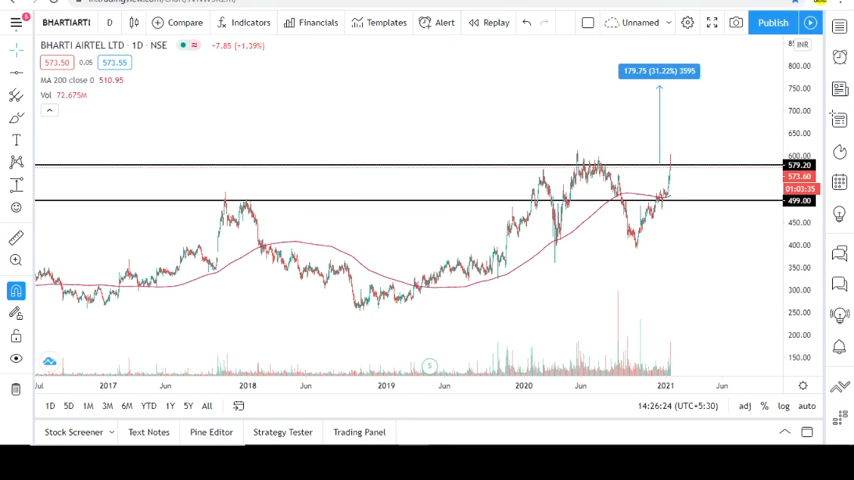 BHARTIARTI D Compare Indicators Financials Templates Alert Replay Unnamed Publish
BHARTI AIRTEL LTD · 1D · NSE +7.85 (+1.39%)
573.50 0.05 573.55
MA 200 close 0 510.95
Vol 72.675M
179.75 (31.22%) 3595
INR
800.00
750.00
700.00
650.00
600.00
579.20
573.60
01:03:35
499.00
450.00
400.00
350.00
300.00
250.00
200.00
150.00
S
Jul 2017 Jun 2018 Jun 2019 Jun 2020 Jun 2021 Jun
1D 5D 1M 3M 6M YTD 1Y 5Y All 14:26:24 (UTC+5:30) adj % log auto
Stock Screener Text Notes Pine Editor Strategy Tester Trading Panel